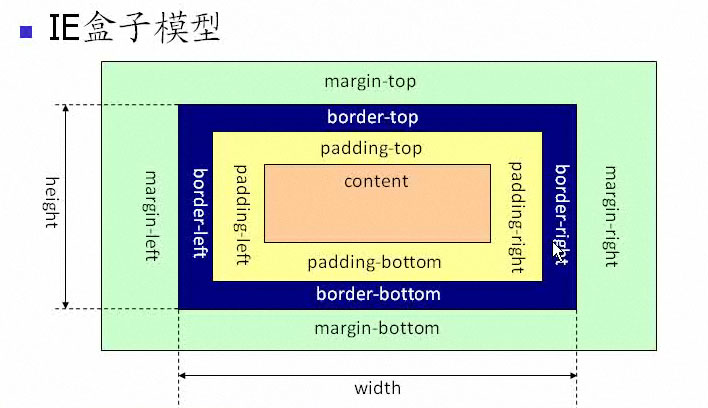 IE盒子模型
margin-top
border-top
padding-top
content
height
margin-left
border-left
padding-left
padding-right
border-right
margin-right
padding-bottom
border-bottom
margin-bottom
width